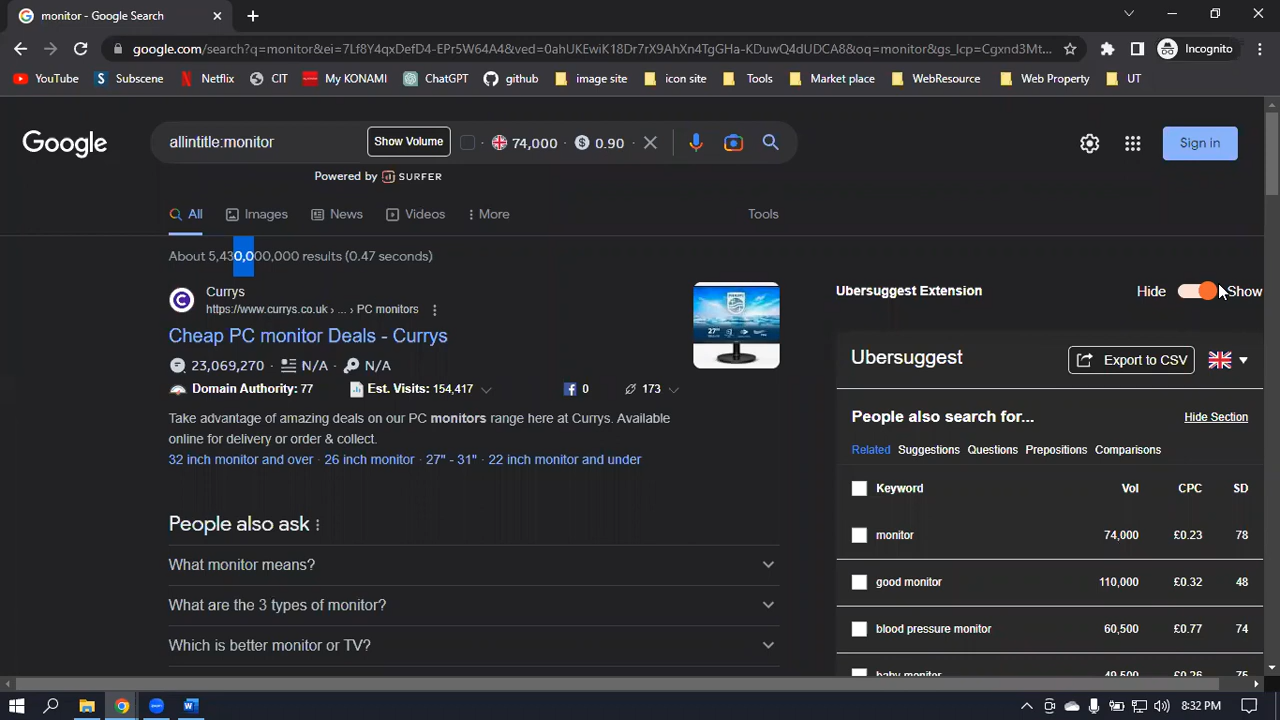 monitor - Google Search
google.com/search?q=monitor&ei=7Lf8Y4qxDefD4-EPr5W64A4&ved=0ahUKEwiK18Dr7rX9AhXn4TgGHa-KDuwQ4dUDCA8&oq=monitor&gs_lcp=Cgxnd3Mt...
Incognito
YouTube
Subscene
Netflix
CIT
My KONAMI
ChatGPT
github
image site
icon site
Tools
Market place
WebResource
Web Property
UT
Google
allintitle:monitor
Show Volume
74,000
0.90
Sign in
Powered by SURFER
All
Images
News
Videos
More
Tools
About 5,430,000,000 results (0.47 seconds)
Currys
https://www.currys.co.uk › ... › PC monitors
Cheap PC monitor Deals - Currys
23,069,270 · N/A · N/A
Domain Authority: 77
Est. Visits: 154,417
0
173
Take advantage of amazing deals on our PC monitors range here at Currys. Available
online for delivery or order & collect.
32 inch monitor and over · 26 inch monitor · 27" - 31" · 22 inch monitor and under
People also ask
What monitor means?
What are the 3 types of monitor?
Which is better monitor or TV?
Ubersuggest Extension
Hide
Show
Ubersuggest
Export to CSV
People also search for...
Hide Section
Related Suggestions Questions Prepositions Comparisons
Keyword Vol CPC SD
monitor 74,000 £0.23 78
good monitor 110,000 £0.32 48
blood pressure monitor 60,500 £0.77 74
baby monitor 49,500 £0.26 75
8:32 PM